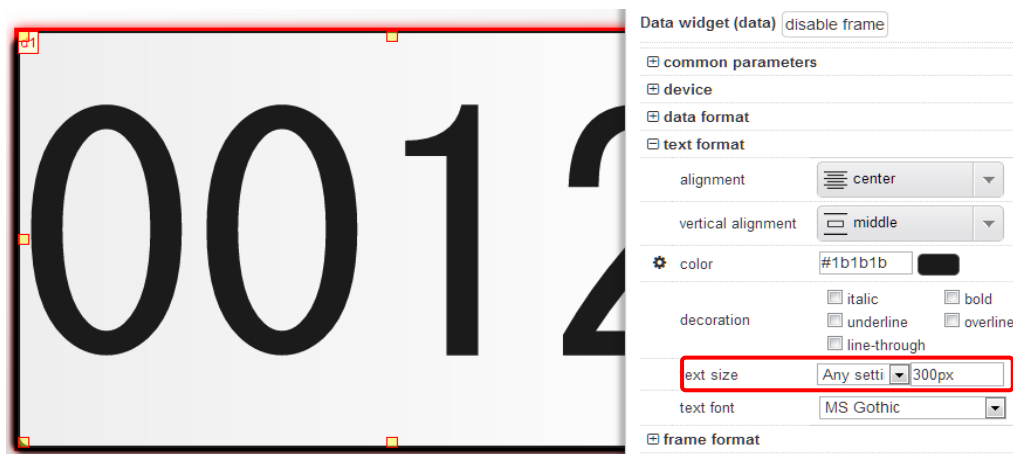 d1
0012
Data widget (data) disable frame
common parameters
device
data format
text format
alignment center
vertical alignment middle
color #1b1b1b
decoration italic bold
underline overline
line-through
text size Any setti 300px
text font MS Gothic
frame format